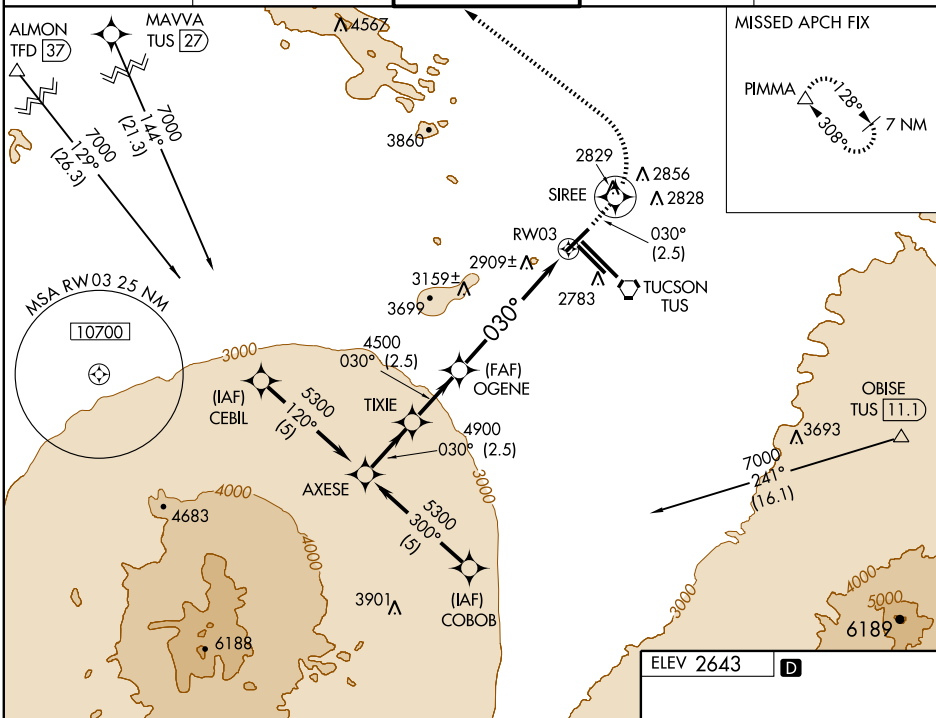 ALMON
TFD 37
MAVVA
TUS 27
4567
7000
129°
(26.3)
7000
144°
(21.3)
3860
MISSED APCH FIX
PIMMA
128°
308°
7 NM
2829
2856
2828
SIREE
RW03
030°
(2.5)
2909±
3159±
3699
2783
TUCSON
TUS
030°
MSA RW03 25 NM
10700
3000
4500
030° (2.5)
(FAF)
OGENE
(IAF)
CEBIL
5300
120°
(5)
TIXIE
4900
030° (2.5)
AXESE
3000
OBISE
TUS 11.1
3693
7000
241°
(16.1)
4000
4683
4000
5300
300°
(5)
3901
(IAF)
COBOB
6188
3000
4000
5000
6189
ELEV 2643 D